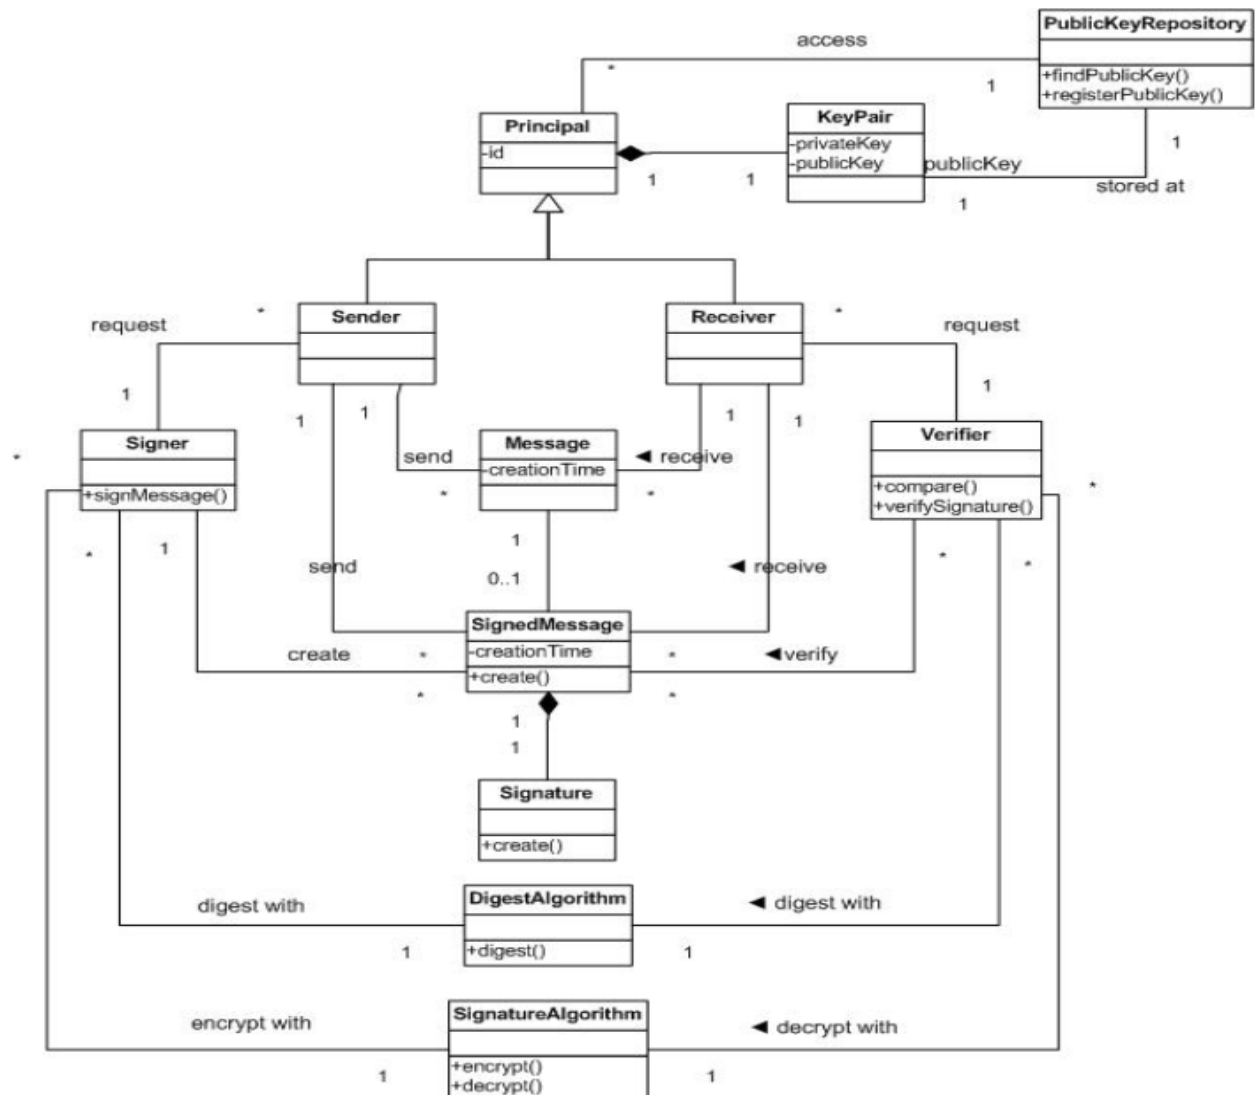 PublicKeyRepository
access
*
+findPublicKey()
1
+registerPublicKey()
KeyPair
Principal
-id
-privateKey
-publicKey
publicKey
1
1
1
1
stored at
*
Sender
Receiver
*
request
request
1
1
1
1
1
1
Signer
Message
Verifier
*
send
-creationTime
receive
+signMessage()
*
*
+compare()
+verifySignature()
*
*
1
1
*
*
send
0..1
receive
SignedMessage
create
*
-creationTime
*
verify
+create()
*
*
1
1
Signature
+create()
DigestAlgorithm
digest with
digest with
+digest()
1
1
SignatureAlgorithm
encrypt with
decrypt with
+encrypt()
+decrypt()
1
1